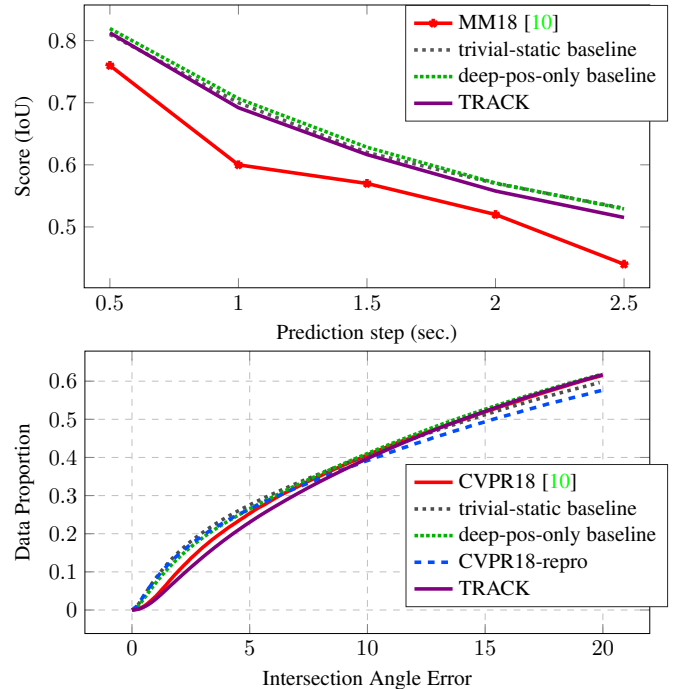 0.8
0.7
0.6
0.5
Score (IoU)
MM18 [10]
trivial-static baseline
deep-pos-only baseline
TRACK
0.5 1 1.5 2 2.5
Prediction step (sec.)
0.6
0.5
0.4
0.3
0.2
0.1
0
Data Proportion
CVPR18 [10]
trivial-static baseline
deep-pos-only baseline
CVPR18-repro
TRACK
0 5 10 15 20
Intersection Angle Error